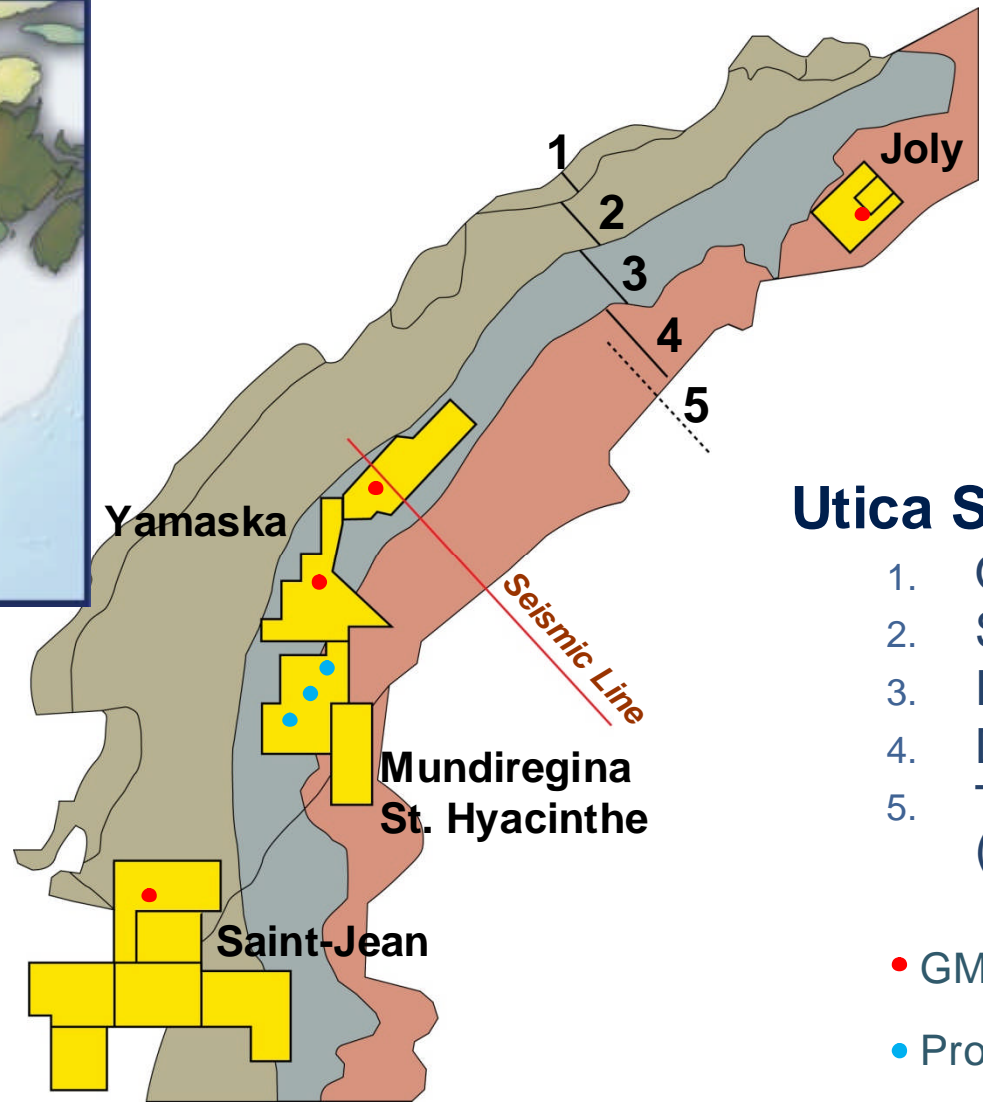 Joly
1
2
3
4
5
Yamaska
Seismic Line
Mundiregina
St. Hyacinthe
Saint-Jean
Utica S
1.
2.
3.
4.
5.
(
GM
Pro